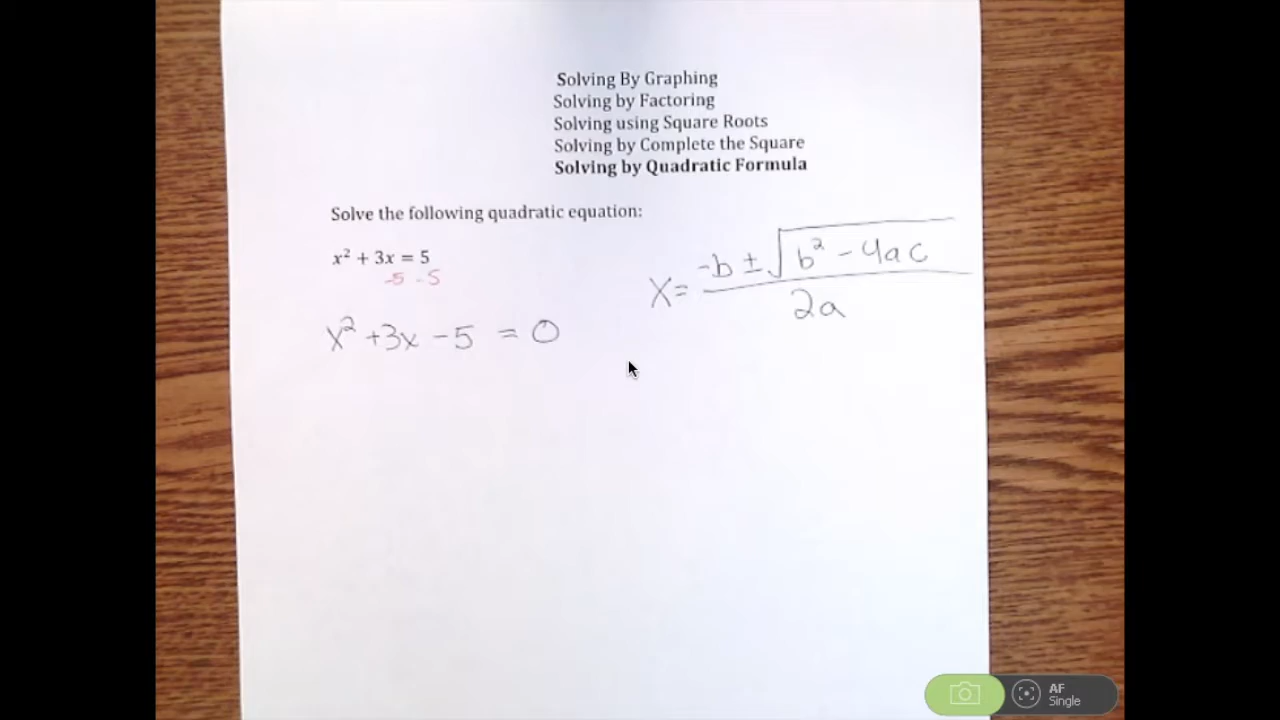 Solving By Graphing
Solving by Factoring
Solving using Square Roots
Solving by Complete the Square
Solving by Quadratic Formula
Solve the following quadratic equation:
x² + 3x = 5
-5 -5
x² +3x -5 = 0
x= -b ± √b² - 4ac / 2a
AF
Single